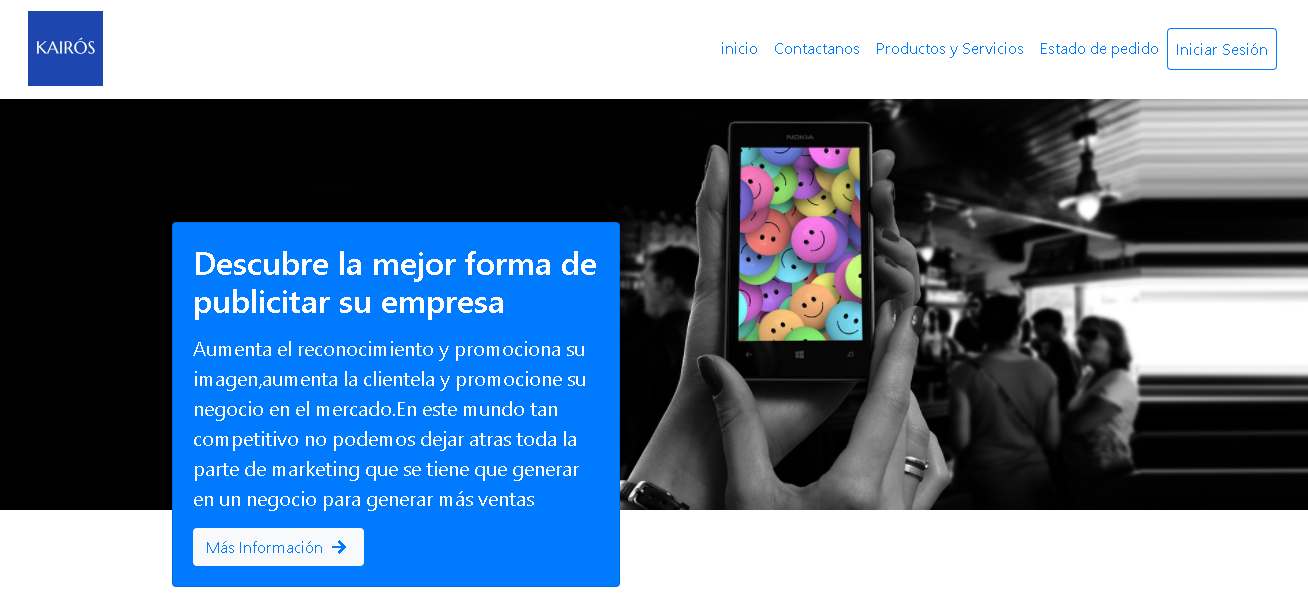 KAIRÓS
inicio Contactanos Productos y Servicios Estado de pedido Iniciar Sesión
NOKIA
Descubre la mejor forma de
publicitar su empresa
Aumenta el reconocimiento y promociona su
imagen,aumenta la clientela y promocione su
negocio en el mercado.En este mundo tan
competitivo no podemos dejar atras toda la
parte de marketing que se tiene que generar
en un negocio para generar más ventas
Más Información